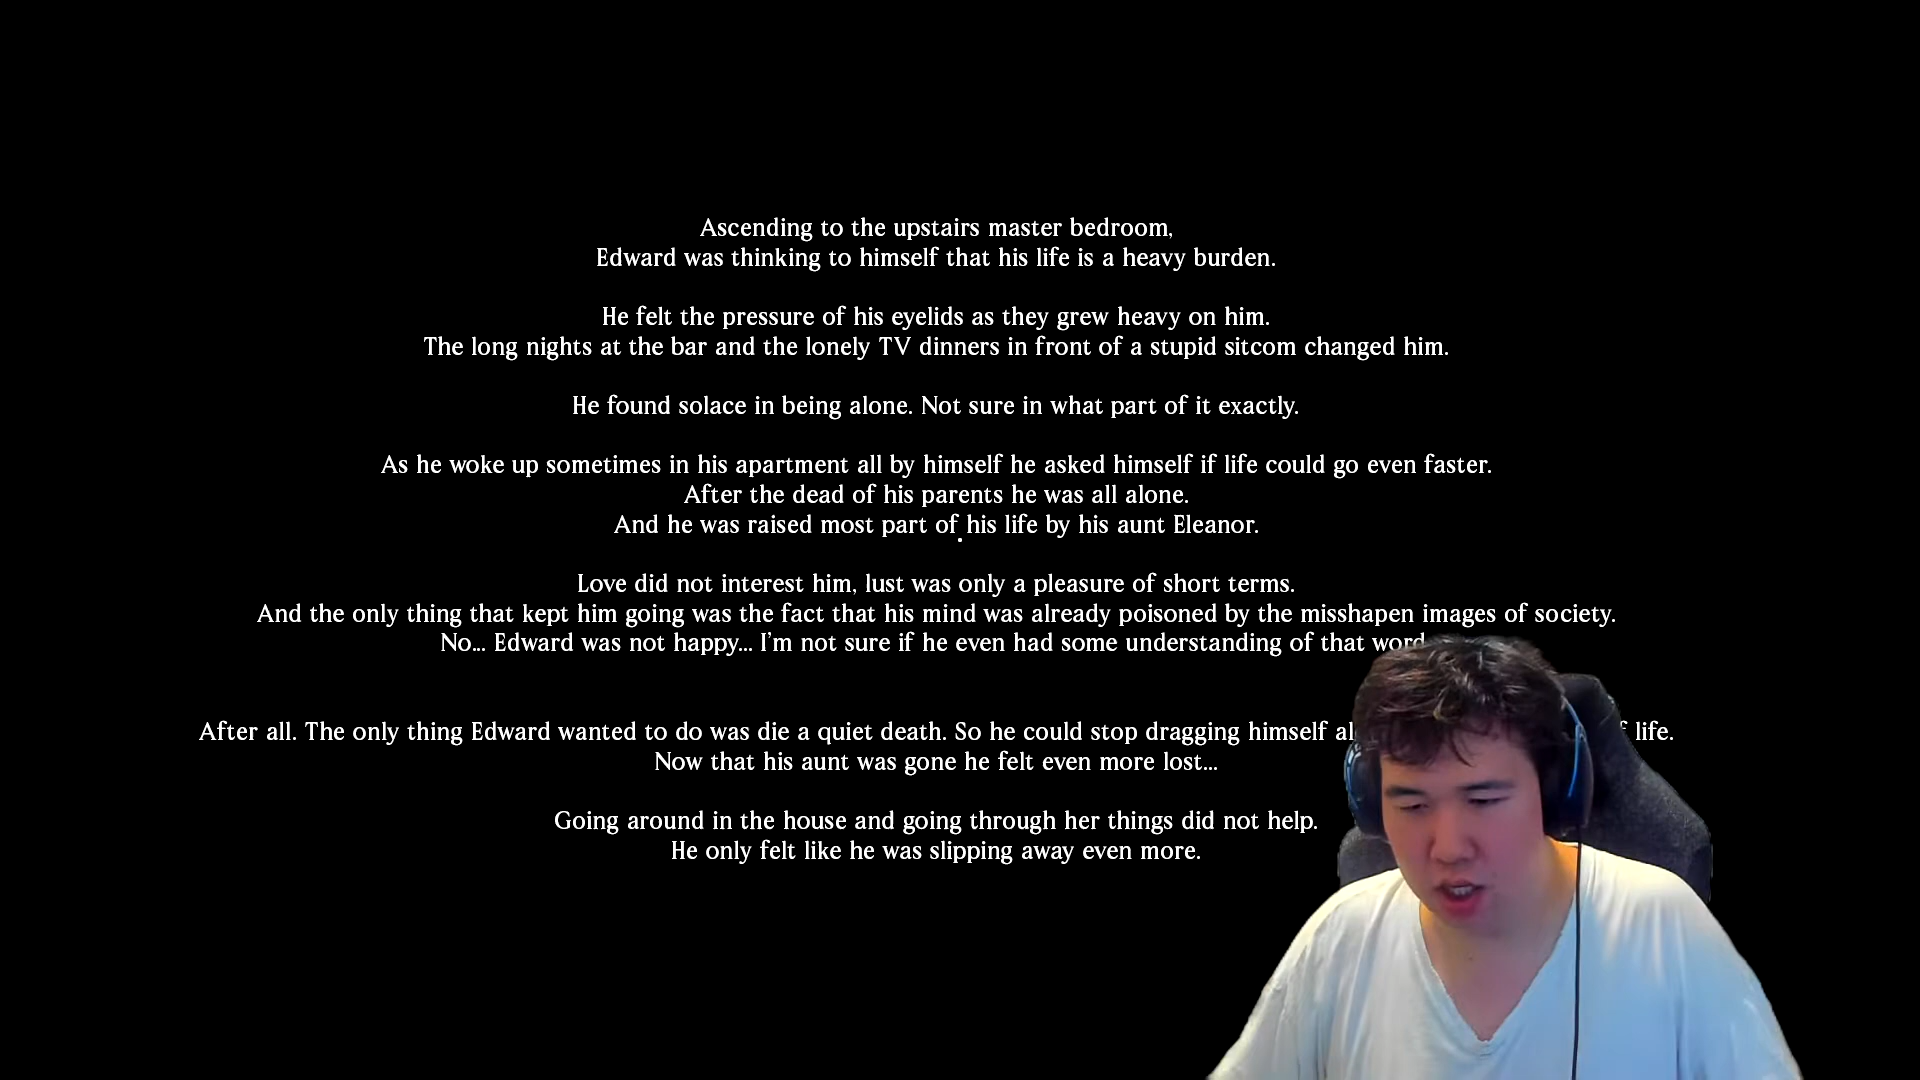 Ascending to the upstairs master bedroom,
Edward was thinking to himself that his life is a heavy burden.
He felt the pressure of his eyelids as they grew heavy on him.
The long nights at the bar and the lonely TV dinners in front of a stupid sitcom changed him.
He found solace in being alone. Not sure in what part of it exactly.
As he woke up sometimes in his apartment all by himself he asked himself if life could go even faster.
After the dead of his parents he was all alone.
And he was raised most part of his life by his aunt Eleanor.
Love did not interest him, lust was only a pleasure of short terms.
And the only thing that kept him going was the fact that his mind was already poisoned by the misshapen images of society.
No... Edward was not happy... I'm not sure if he even had some understanding of that word
After all. The only thing Edward wanted to do was die a quiet death. So he could stop dragging himself life.
Now that his aunt was gone he felt even more lost...
Going around in the house and going through her things did not help.
He only felt like he was slipping away even more.